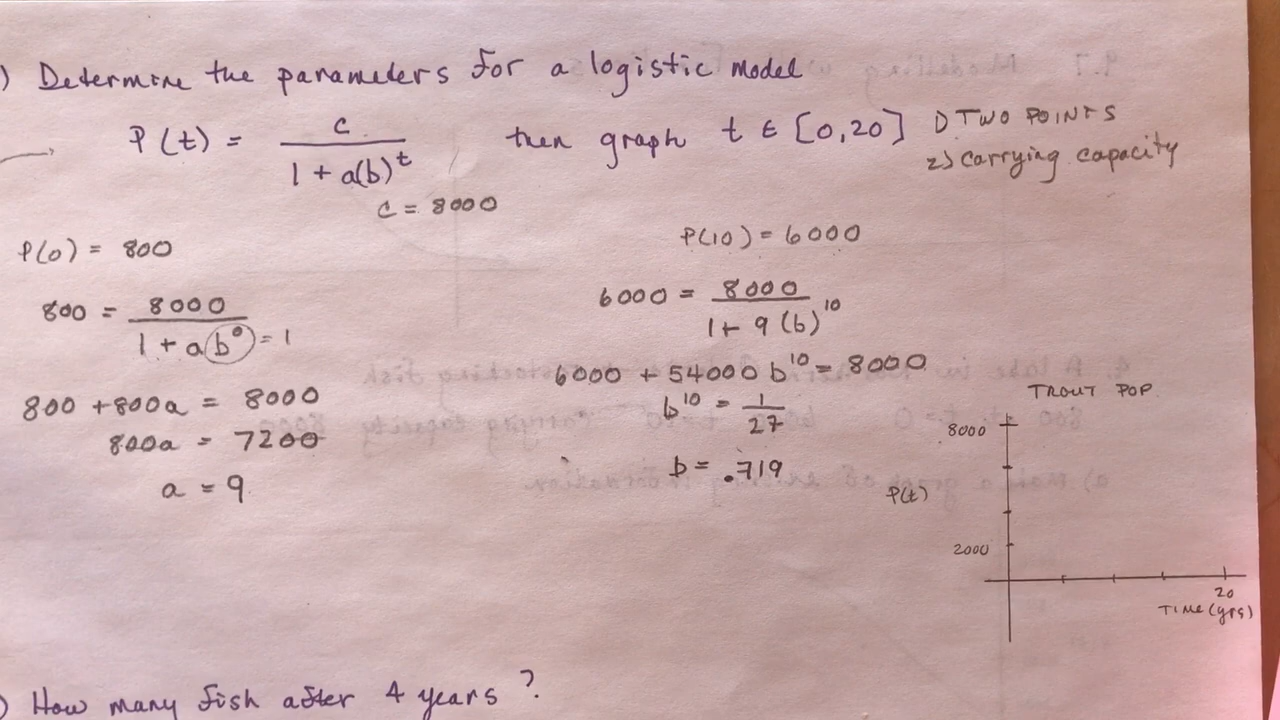 ) Determine the parameters for a logistic model
P(t) = c / (1 + a(b)^t) then graph t ∈ [0,20] 1) TWO POINTS
2) carrying capacity
c = 8000
P(0) = 800
800 = 8000 / (1 + ab^0) = 1
800 + 800a = 8000
800a = 7200
a = 9
P(10) = 6000
6000 = 8000 / (1 + 9(b)^10)
6000 + 54000 b^10 = 8000
b^10 = 1/27
b = .719
TROUT POP
8000
P(t)
2000
20
TIME (yrs)
) How many fish after 4 years?